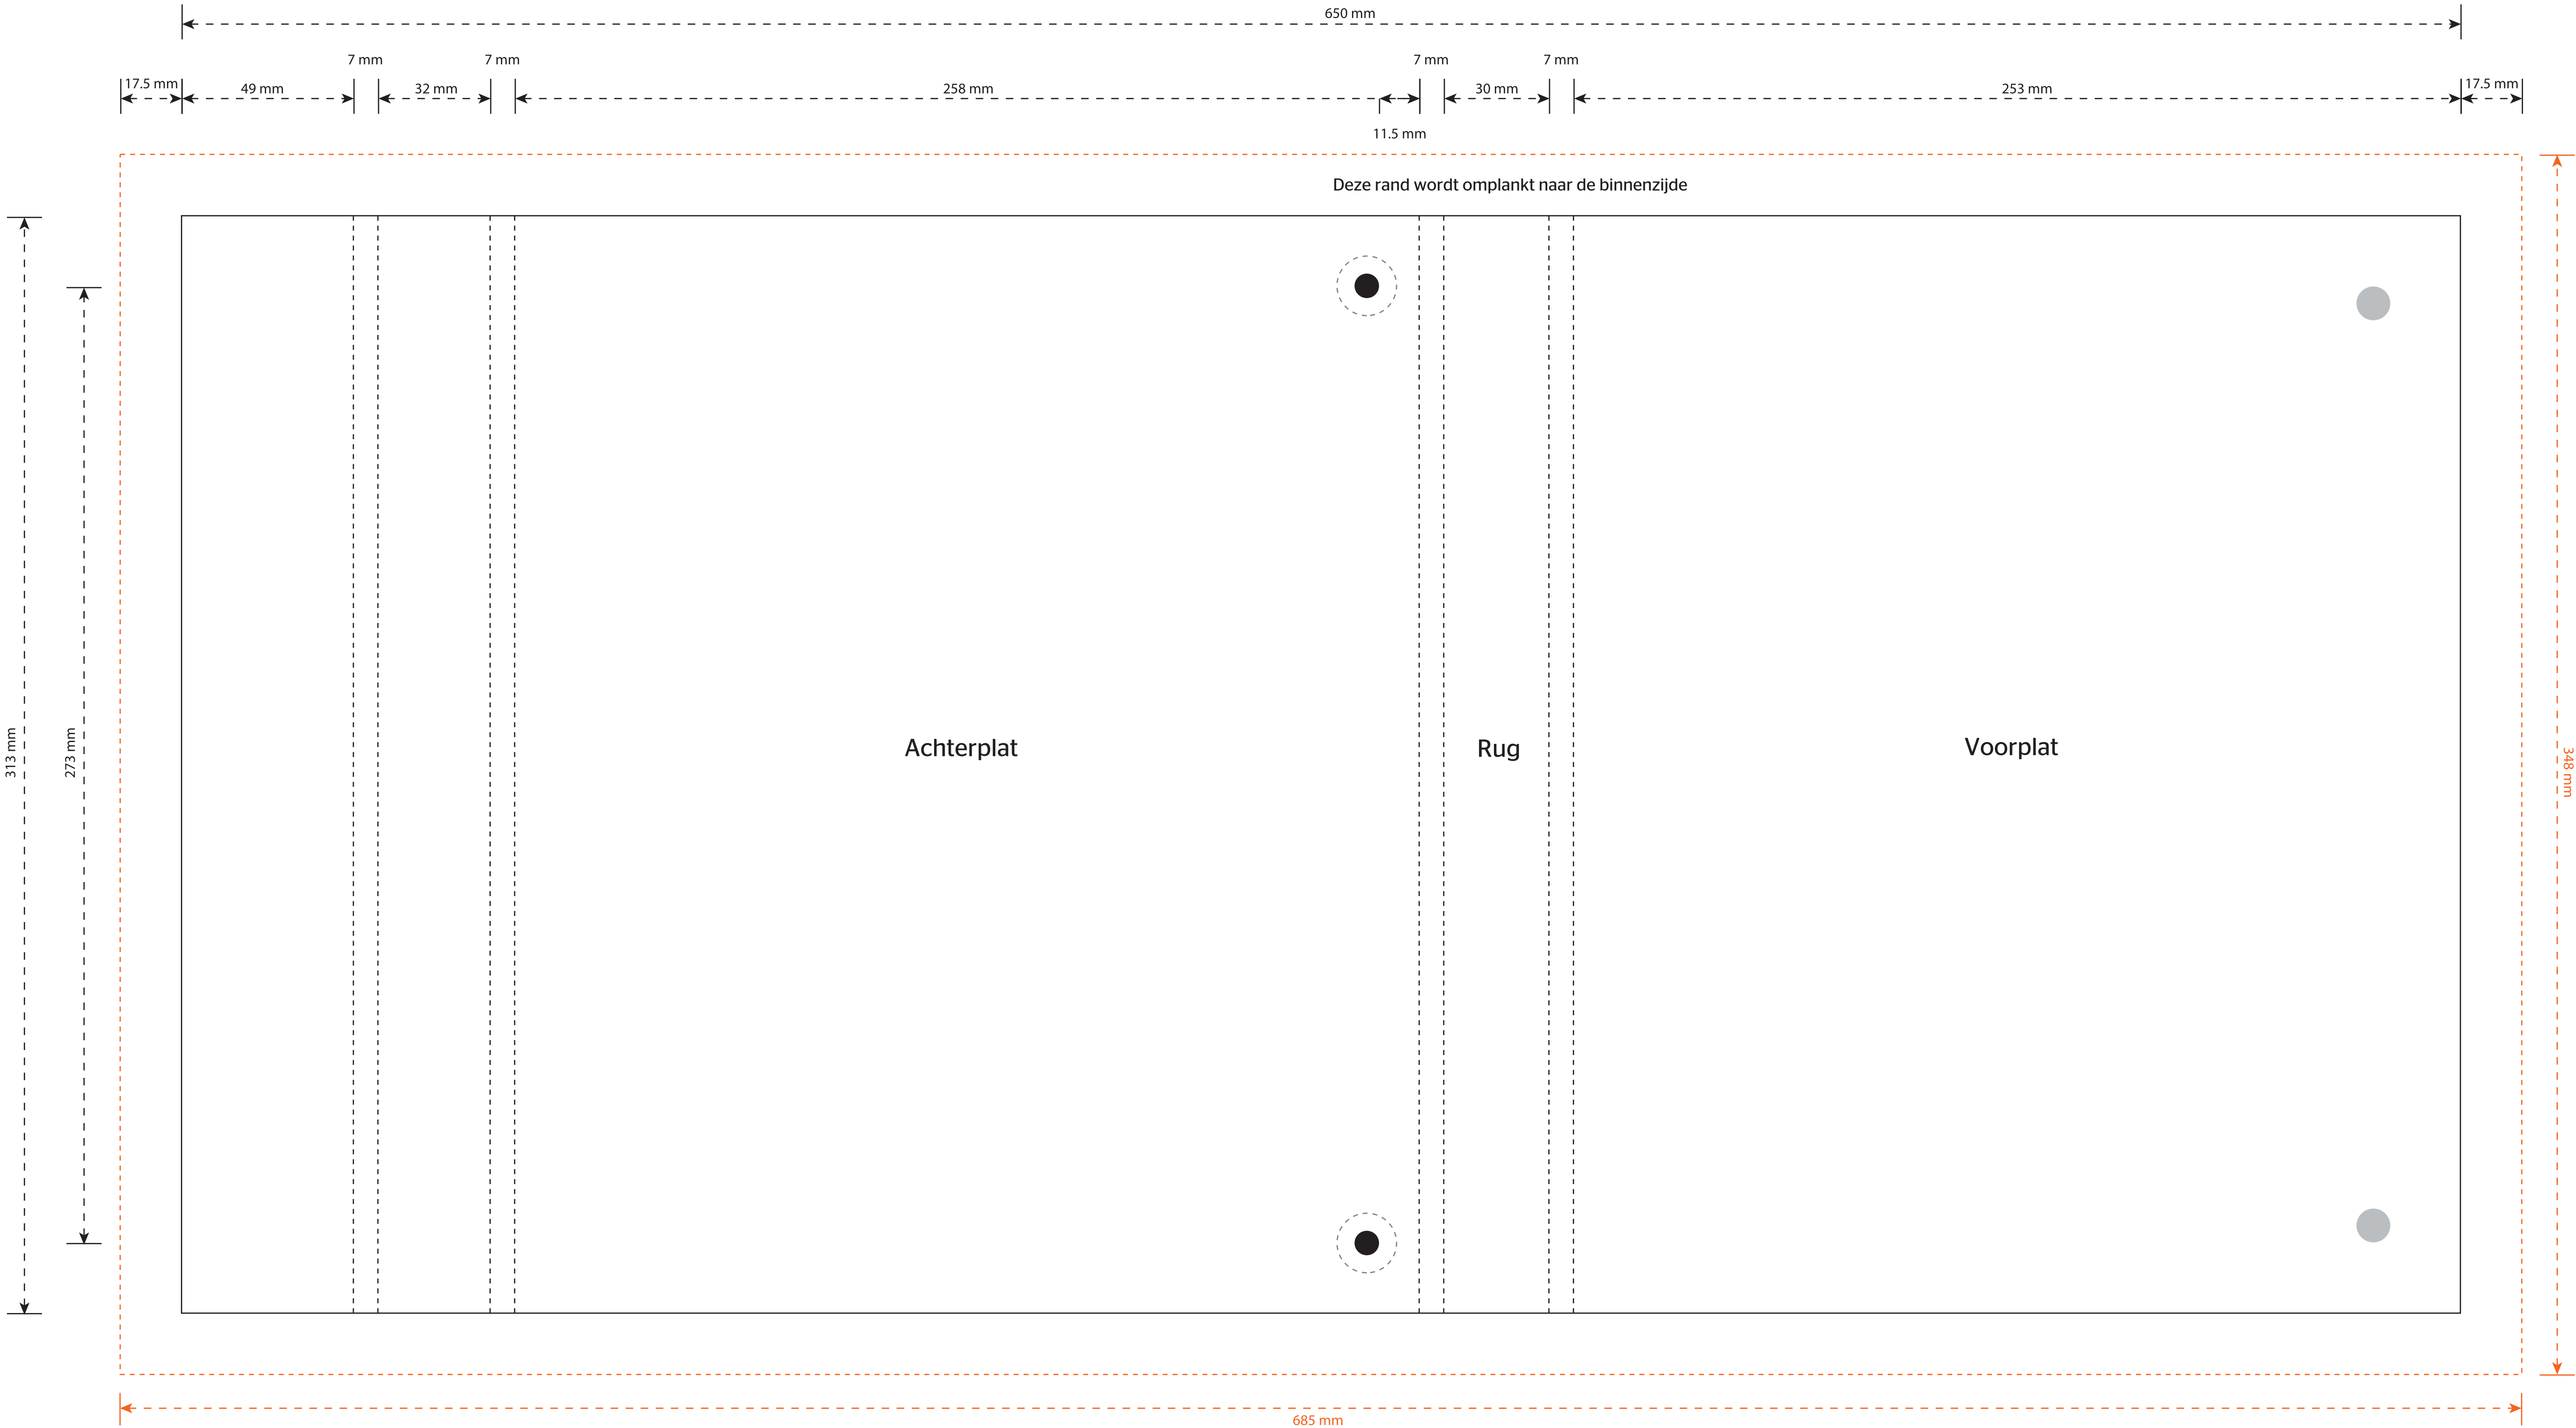 650 mm
7 mm
7 mm
7 mm
7 mm
17.5 mm
49 mm
32 mm
258 mm
30 mm
253 mm
17.5 mm
11.5 mm
Deze rand wordt omplankt naar de binnenzijde
313 mm
273 mm
Achterplat
Rug
Voorplat
348 mm
685 mm